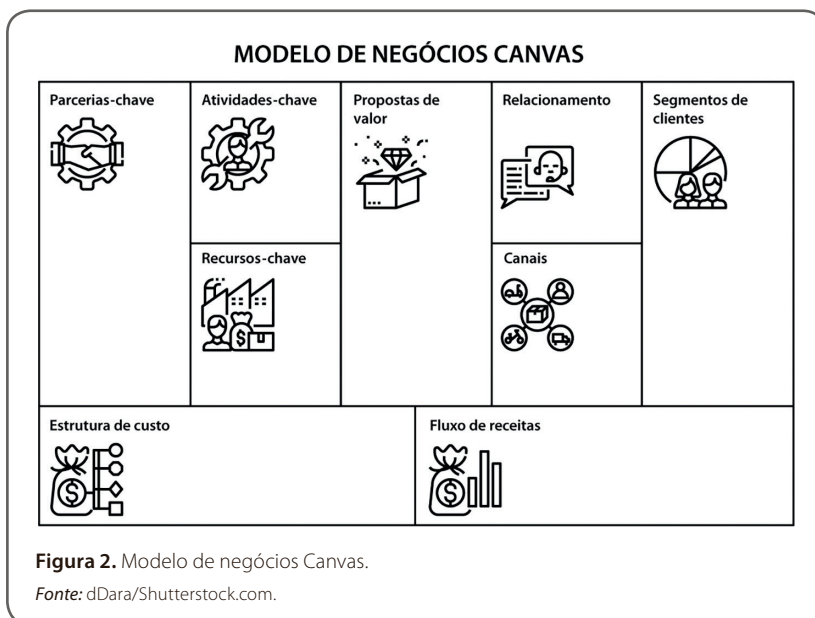 MODELO DE NEGÓCIOS CANVAS
Parcerias-chave
Atividades-chave
Propostas de
valor
Relacionamento
Segmentos de
clientes
Recursos-chave
Canais
Estrutura de custo
Fluxo de receitas
Figura 2. Modelo de negócios Canvas.
Fonte: dDara/Shutterstock.com.